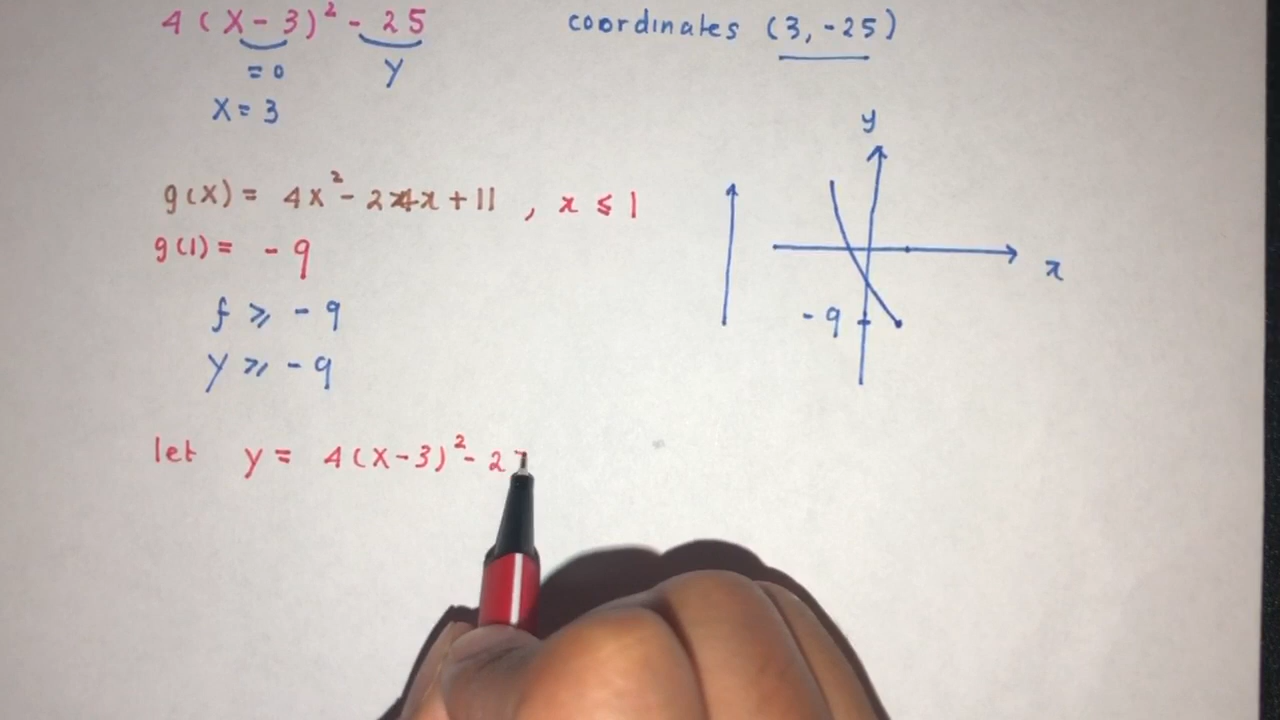 4(x-3)² - 25
coordinates (3, -25)
= 0
y
x = 3
y
g(x) = 4x² - 24x + 11 , x ≤ 1
g(1) = - 9
x
f ≥ - 9
- 9
y ≥ - 9
let y = 4(x-3)² - 2